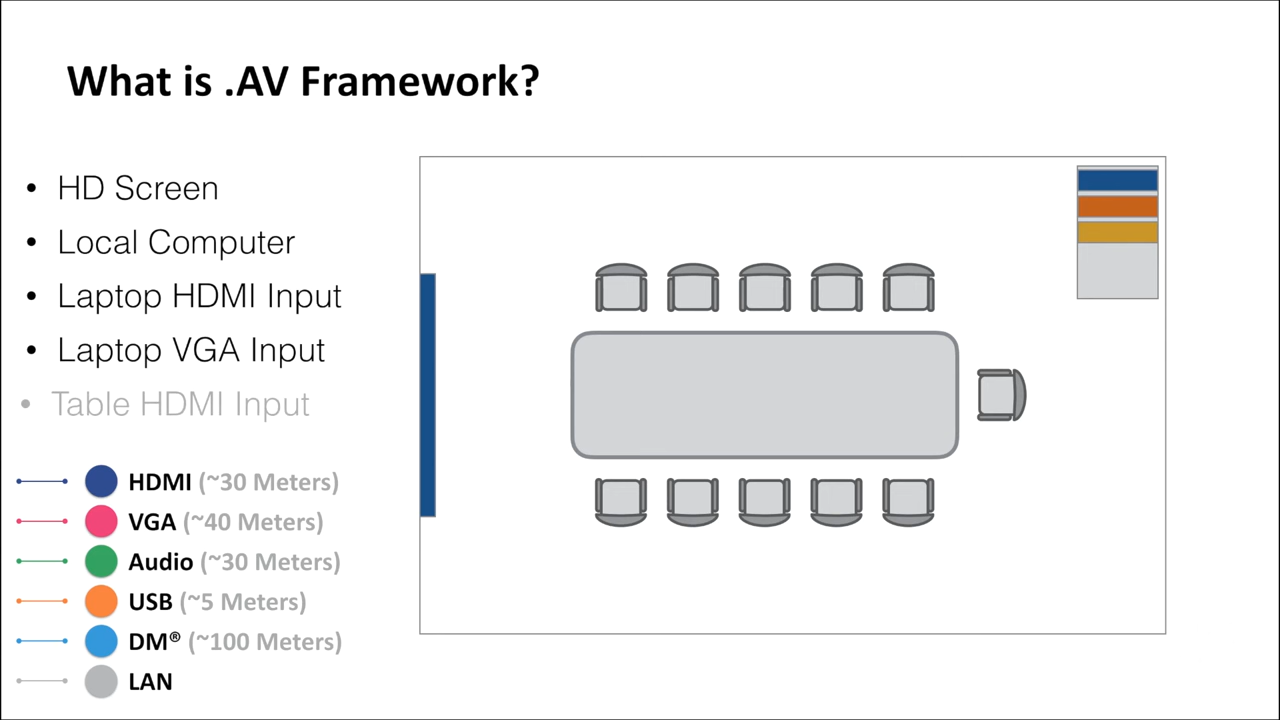 What is .AV Framework?
• HD Screen
• Local Computer
• Laptop HDMI Input
• Laptop VGA Input
• Table HDMI Input
HDMI (~30 Meters)
VGA (~40 Meters)
Audio (~30 Meters)
USB (~5 Meters)
DM® (~100 Meters)
LAN